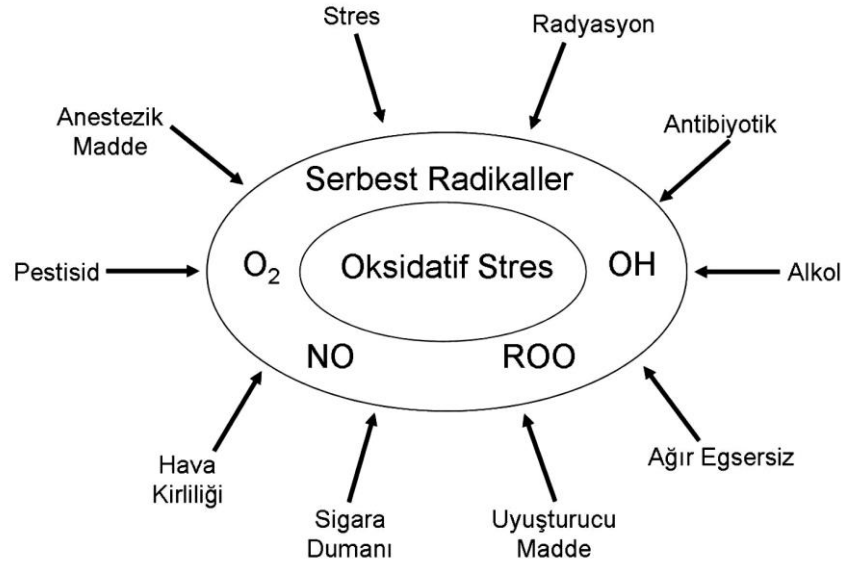 Stres
Radyasyon
Anestezik
Madde
Antibiyotik
Serbest Radikaller
Pestisid
O₂
Oksidatif Stres
OH
Alkol
NO
ROO
Hava
Kirliliği
Ağır Egsersiz
Sigara
Dumanı
Uyuşturucu
Madde